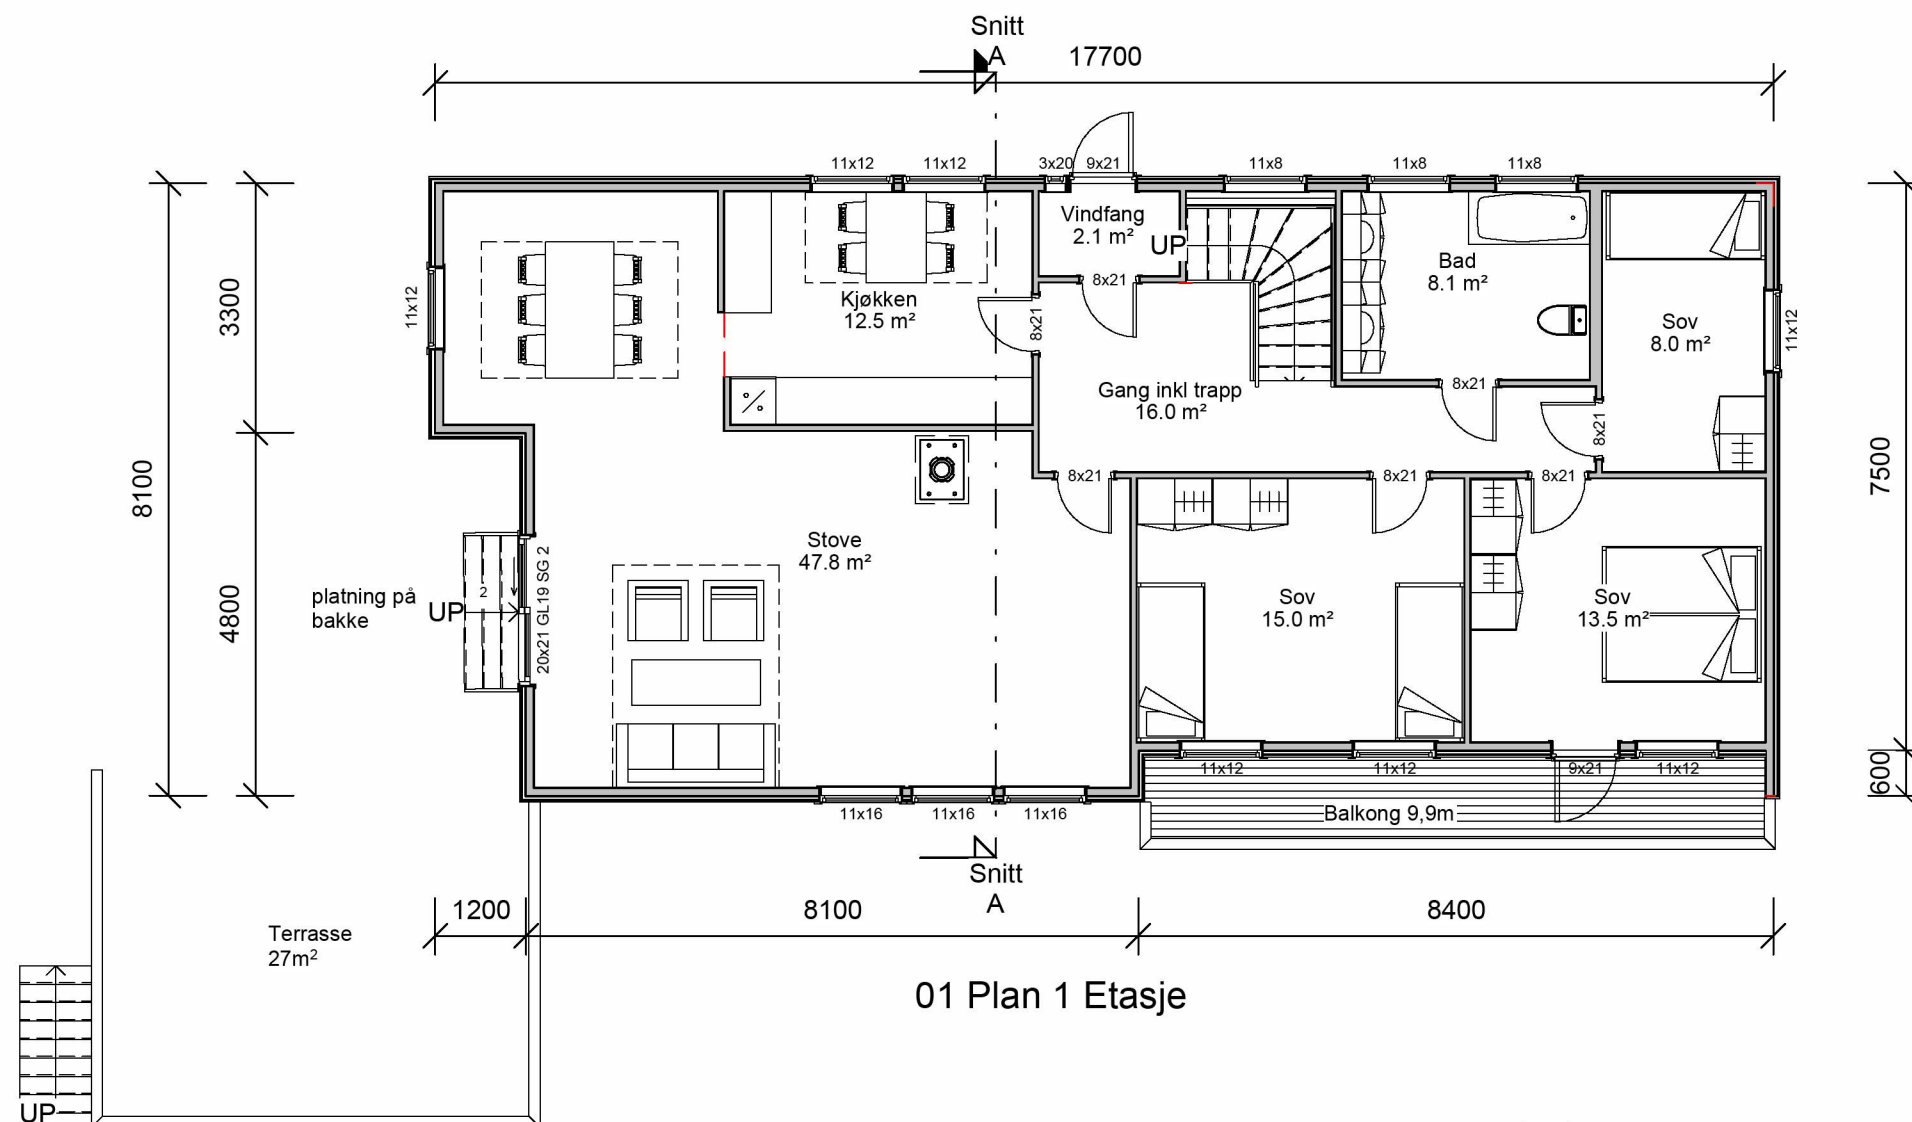 Snitt
A
17700
11x12
11x12
3x20
9x21
11x8
11x8
11x8
Vindfang
2.1 m²
UP
8x21
Bad
8.1 m²
Kjøkken
12.5 m²
8x21
Sov
8.0 m²
11x12
11x12
3300
8100
4800
7500
600
Gang inkl trapp
16.0 m²
8x21
8x21
8x21
8x21
8x21
Stove
47.8 m²
20x21 GL19 SG 2
2
UP
platning på
bakke
Sov
15.0 m²
Sov
13.5 m²
11x12
11x12
9x21
11x12
11x16
11x16
11x16
Balkong 9,9m
Snitt
A
1200
8100
8400
Terrasse
27m²
01 Plan 1 Etasje
UP